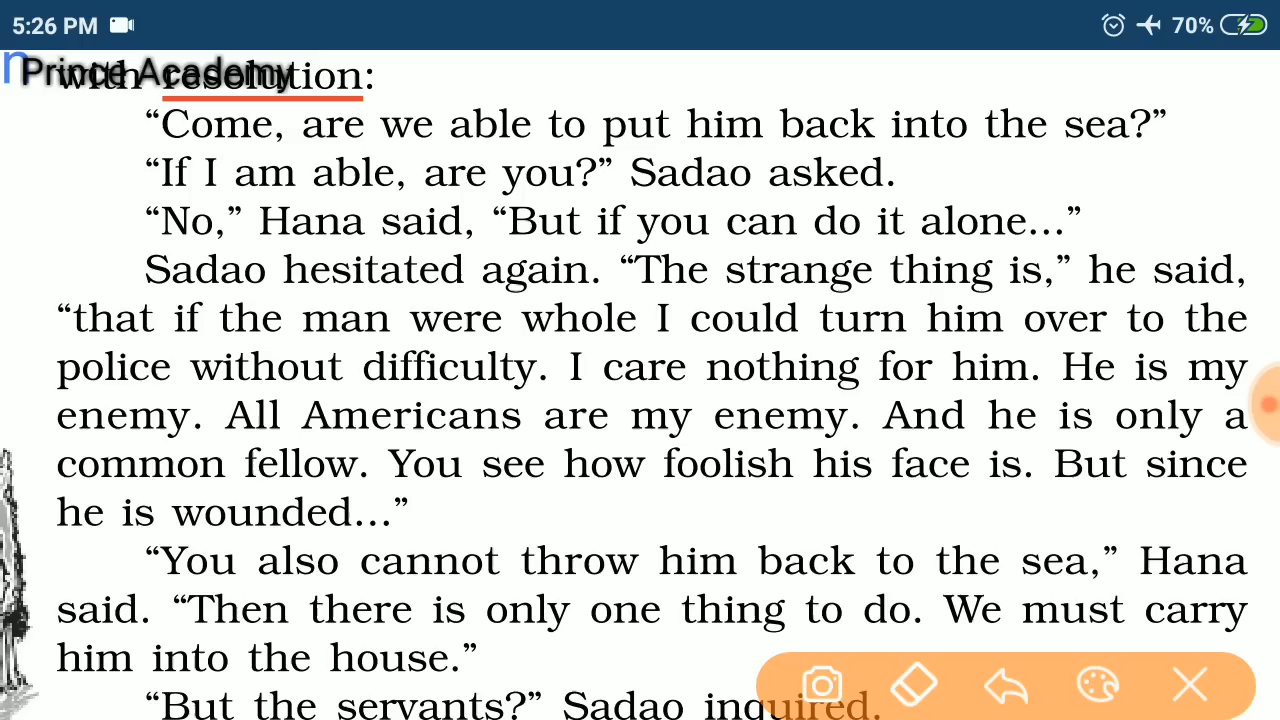 5:26 PM 70%
n Prince Academy
with resolution:
“Come, are we able to put him back into the sea?”
“If I am able, are you?” Sadao asked.
“No,” Hana said, “But if you can do it alone...”
Sadao hesitated again. “The strange thing is,” he said,
“that if the man were whole I could turn him over to the
police without difficulty. I care nothing for him. He is my
enemy. All Americans are my enemy. And he is only a
common fellow. You see how foolish his face is. But since
he is wounded...”
“You also cannot throw him back to the sea,” Hana
said. “Then there is only one thing to do. We must carry
him into the house.”
“But the servants?” Sadao inquired.